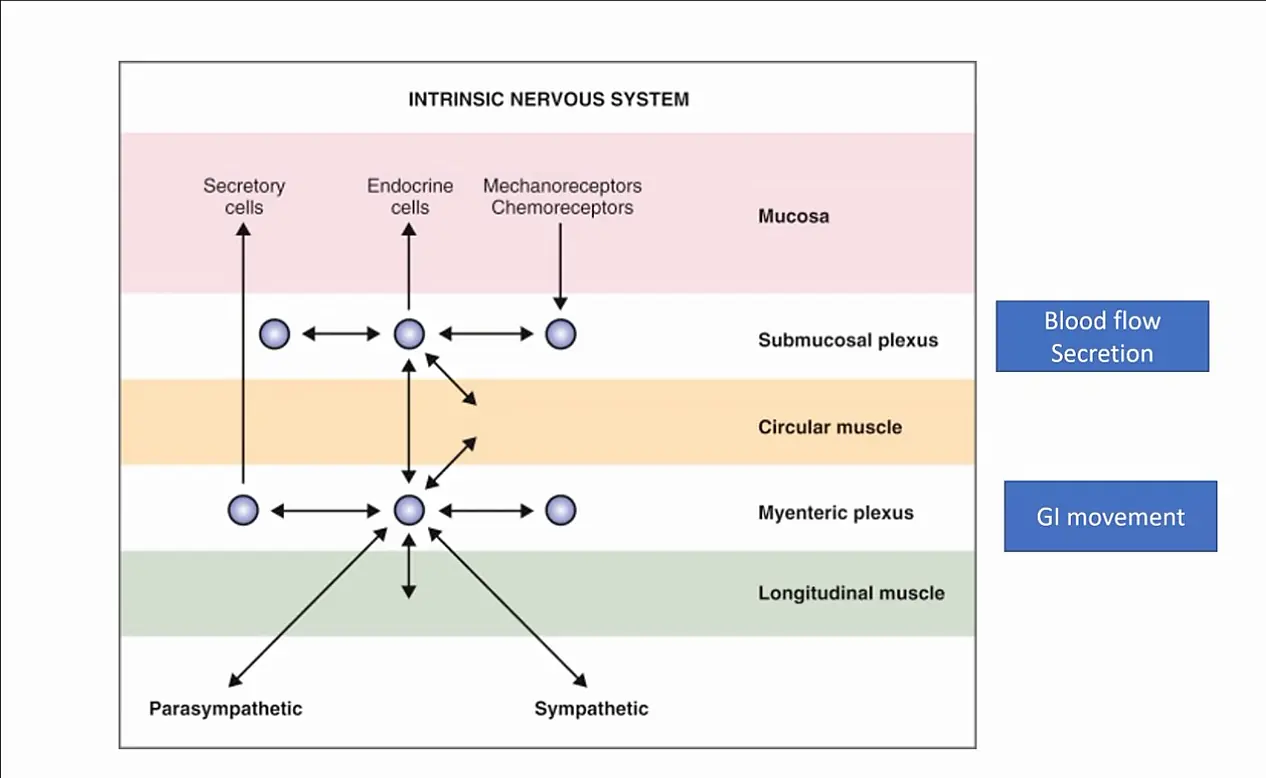 INTRINSIC NERVOUS SYSTEM
Secretory
cells
Endocrine
cells
Mechanoreceptors
Chemoreceptors
Mucosa
Submucosal plexus
Blood flow
Secretion
Circular muscle
Myenteric plexus
GI movement
Longitudinal muscle
Parasympathetic
Sympathetic